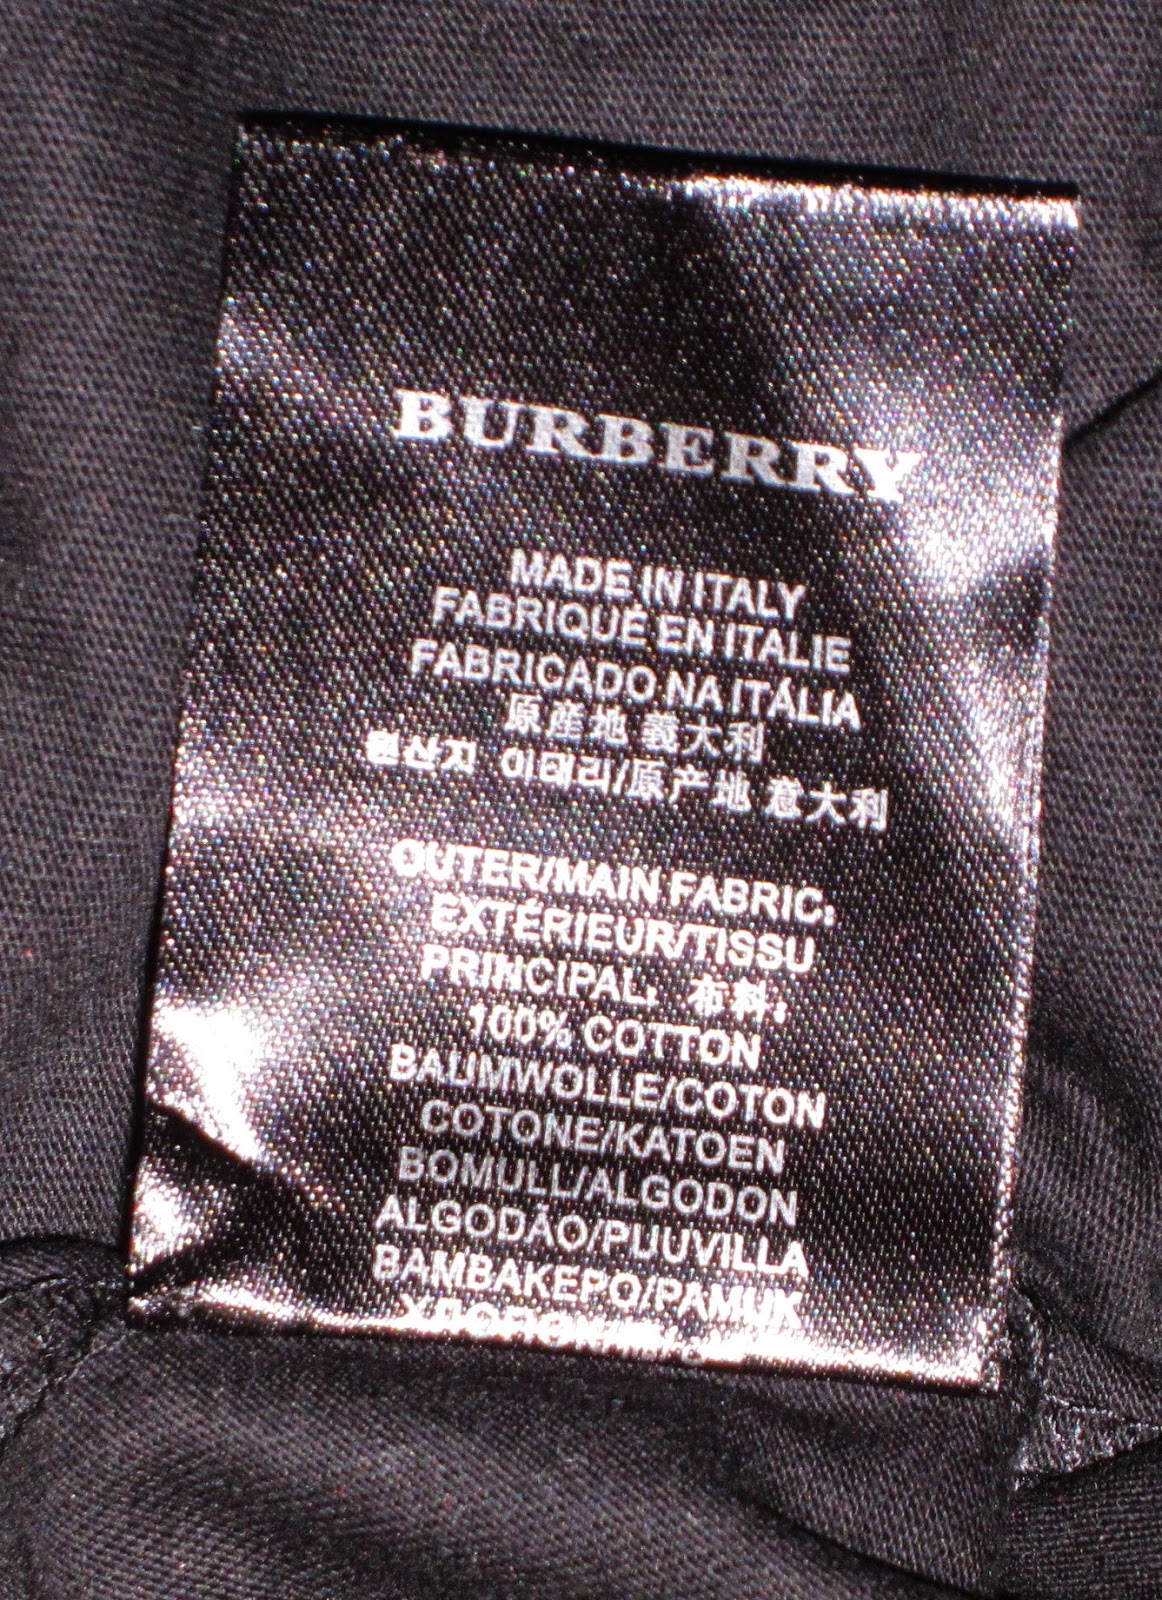 BURBERRY
MADE IN ITALY
FABRIQUÉ EN ITALIE
FABRICADO NA ITÁLIA
原産地 義大利
원산지 이태리/原产地 意大利
OUTER/MAIN FABRIC:
EXTÉRIEUR/TISSU
PRINCIPAL: 布料:
100% COTTON
BAUMWOLLE/COTON
COTONE/KATOEN
BOMULL/ALGODON
ALGODÃO/PUUVILLA
ΒΑΜΒΑΚΕΡΟ/PAMUK